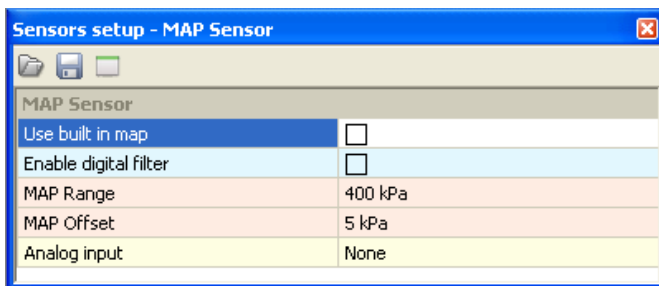 Sensors setup - MAP Sensor
MAP Sensor
Use built in map
Enable digital filter
MAP Range 400 kPa
MAP Offset 5 kPa
Analog input None